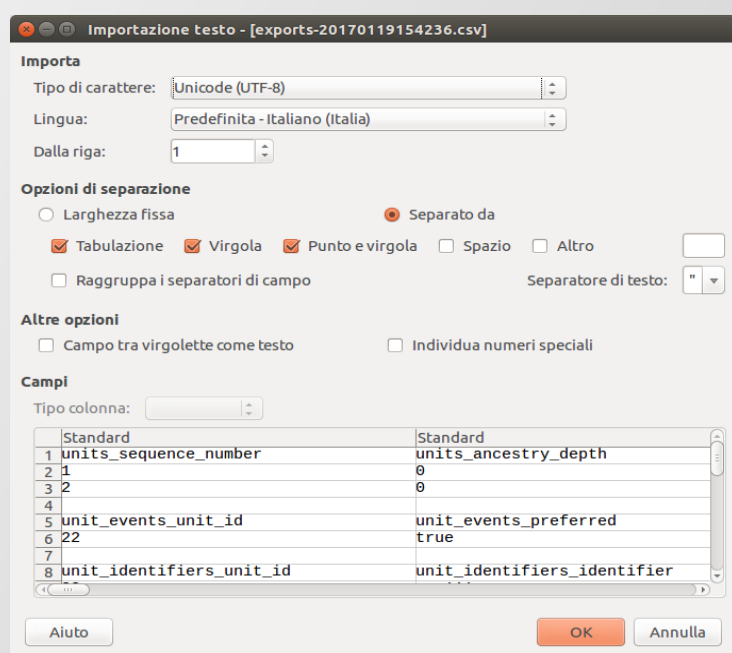 Importazione testo - [exports-20170119154236.csv]
Importa
Tipo di carattere: Unicode (UTF-8)
Lingua: Predefinita - Italiano (Italia)
Dalla riga: 1
Opzioni di separazione
Larghezza fissa Separato da
Tabulazione Virgola Punto e virgola Spazio Altro
Raggruppa i separatori di campo Separatore di testo: "
Altre opzioni
Campo tra virgolette come testo Individua numeri speciali
Campi
Tipo colonna:
Standard Standard
1 units_sequence_number units_ancestry_depth
2 1 0
3 2 0
4
5 unit_events_unit_id unit_events_preferred
6 22 true
7
8 unit_identifiers_unit_id unit_identifiers_identifier
Aiuto OK Annulla